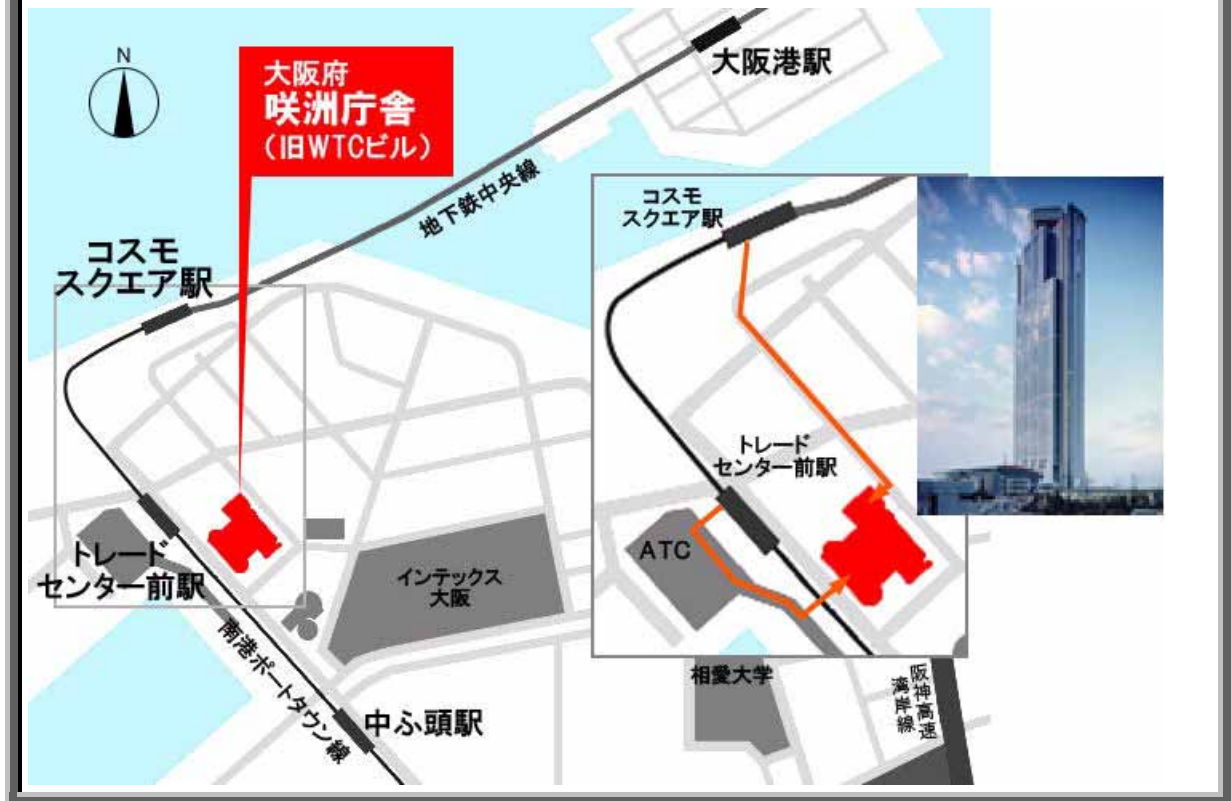 N
大阪府
咲洲庁舎
（旧WTCビル）
大阪港駅
地下鉄中央線
コスモ
スクエア駅
トレード
センター前駅
インテックス
大阪
南港ポートタウン線
中ふ頭駅
コスモ
スクエア駅
トレード
センター前駅
ATC
相愛大学
阪神高速
湾岸線